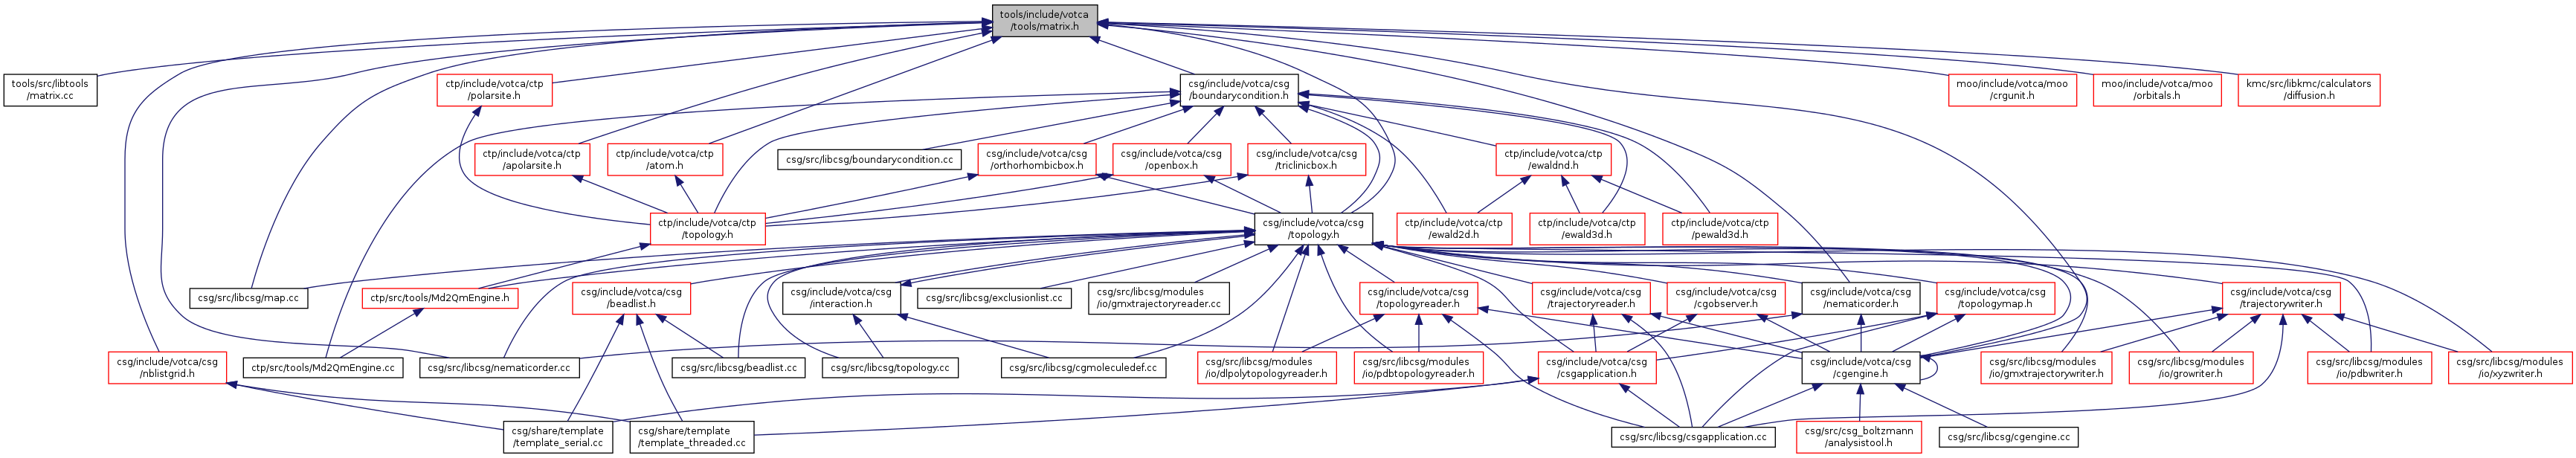 tools/include/votca
/tools/matrix.h
tools/src/libtools
/matrix.cc
ctp/include/votca/ctp
/polarsite.h
csg/include/votca/csg
/boundarycondition.h
moo/include/votca/moo
/crgunit.h
moo/include/votca/moo
/orbitals.h
kmc/src/libkmc/calculators
/diffusion.h
ctp/include/votca/ctp
/apolarsite.h
ctp/include/votca/ctp
/atom.h
csg/src/libcsg/boundarycondition.cc
csg/include/votca/csg
/orthorhombicbox.h
csg/include/votca/csg
/openbox.h
csg/include/votca/csg
/triclinicbox.h
ctp/include/votca/ctp
/ewaldnd.h
ctp/include/votca/ctp
/topology.h
csg/include/votca/csg
/topology.h
ctp/include/votca/ctp
/ewald2d.h
ctp/include/votca/ctp
/ewald3d.h
ctp/include/votca/ctp
/pewald3d.h
csg/src/libcsg/map.cc
ctp/src/tools/Md2QmEngine.h
csg/include/votca/csg
/beadlist.h
csg/include/votca/csg
/interaction.h
csg/src/libcsg/exclusionlist.cc
csg/src/libcsg/modules
/io/gmxtrajectoryreader.cc
csg/include/votca/csg
/topologyreader.h
csg/include/votca/csg
/trajectoryreader.h
csg/include/votca/csg
/cgobserver.h
csg/include/votca/csg
/nematicorder.h
csg/include/votca/csg
/topologymap.h
csg/include/votca/csg
/trajectorywriter.h
csg/include/votca/csg
/nblistgrid.h
ctp/src/tools/Md2QmEngine.cc
csg/src/libcsg/nematicorder.cc
csg/src/libcsg/beadlist.cc
csg/src/libcsg/topology.cc
csg/src/libcsg/cgmoleculedef.cc
csg/src/libcsg/modules
/io/dlpolytopologyreader.h
csg/src/libcsg/modules
/io/pdbtopologyreader.h
csg/include/votca/csg
/csgapplication.h
csg/include/votca/csg
/cgengine.h
csg/src/libcsg/modules
/io/gmxtrajectorywriter.h
csg/src/libcsg/modules
/io/growriter.h
csg/src/libcsg/modules
/io/pdbwriter.h
csg/src/libcsg/modules
/io/xyzwriter.h
csg/share/template
/template_serial.cc
csg/share/template
/template_threaded.cc
csg/src/libcsg/csgapplication.cc
csg/src/csg_boltzmann
/analysistool.h
csg/src/libcsg/cgengine.cc